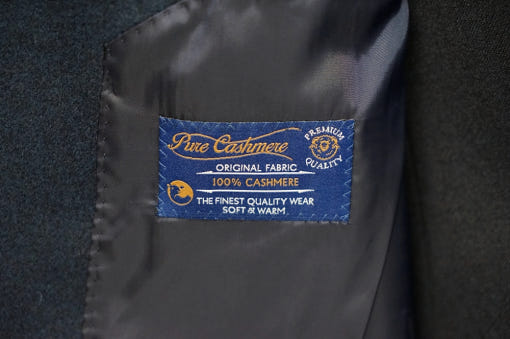 Pure Cashmere
PREMIUM
QUALITY
ORIGINAL FABRIC
100% CASHMERE
THE FINEST QUALITY WEAR
SOFT & WARM